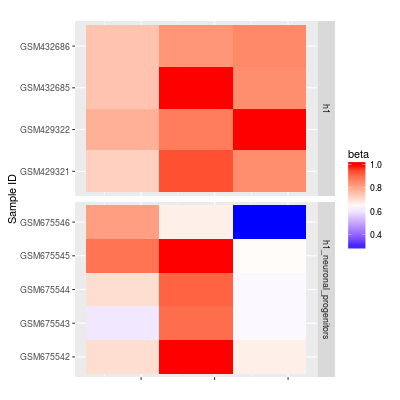 GSM432686
GSM432685
GSM429322
GSM429321
h1
GSM675546
GSM675545
GSM675544
GSM675543
GSM675542
h1_neuronal_progenitors
Sample ID
beta
1.0
0.8
0.6
0.4